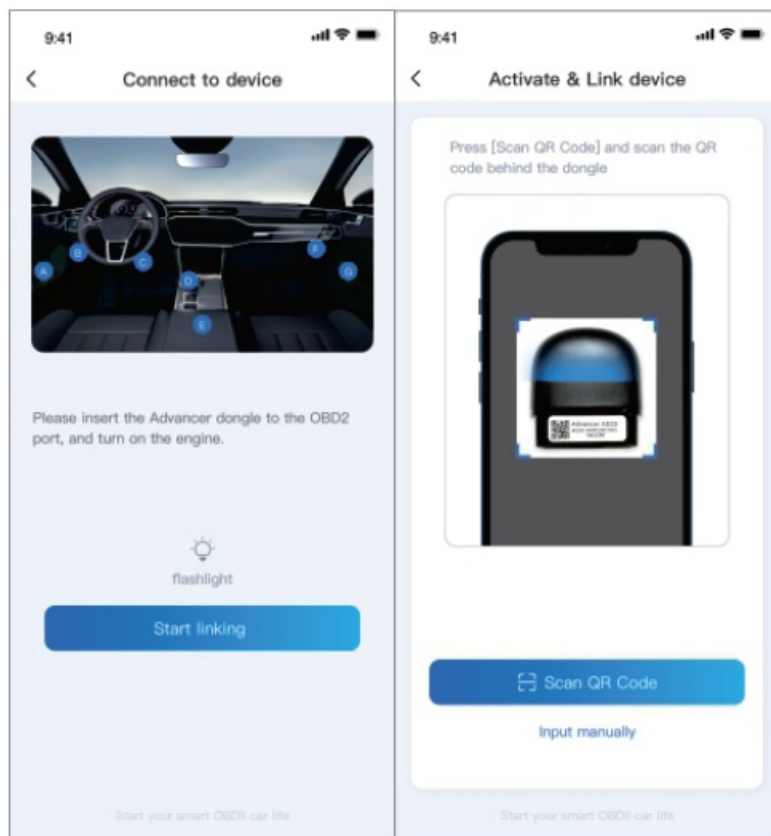 9:41
Connect to device
A
B
C
D
E
F
G
Please insert the Advancer dongle to the OBD2
port, and turn on the engine.
flashlight
Start linking
Start your smart OBDII car life
9:41
Activate & Link device
Press [Scan QR Code] and scan the QR
code behind the dongle
Advancer
Scan QR Code
Input manually
Start your smart OBDII car life